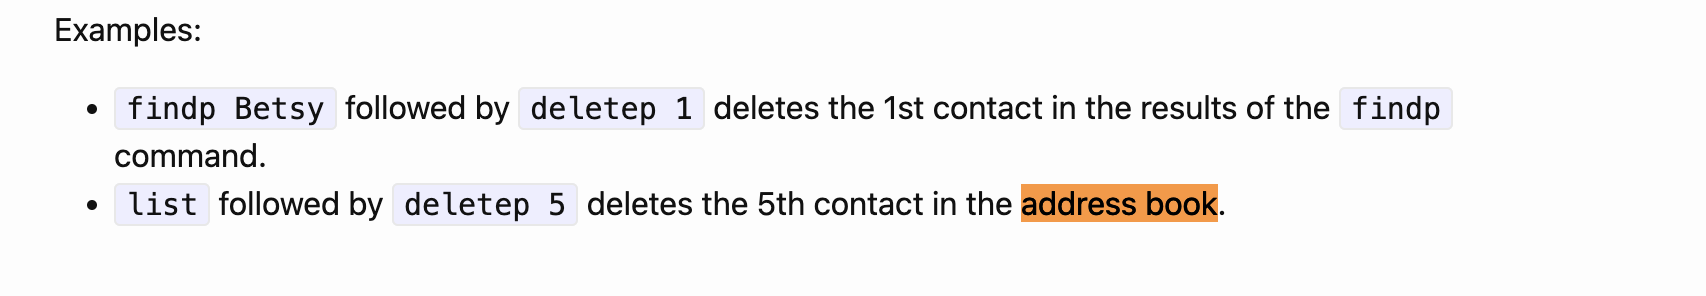 Examples:
• findp Betsy followed by deletep 1 deletes the 1st contact in the results of the findp
command.
• list followed by deletep 5 deletes the 5th contact in the address book.